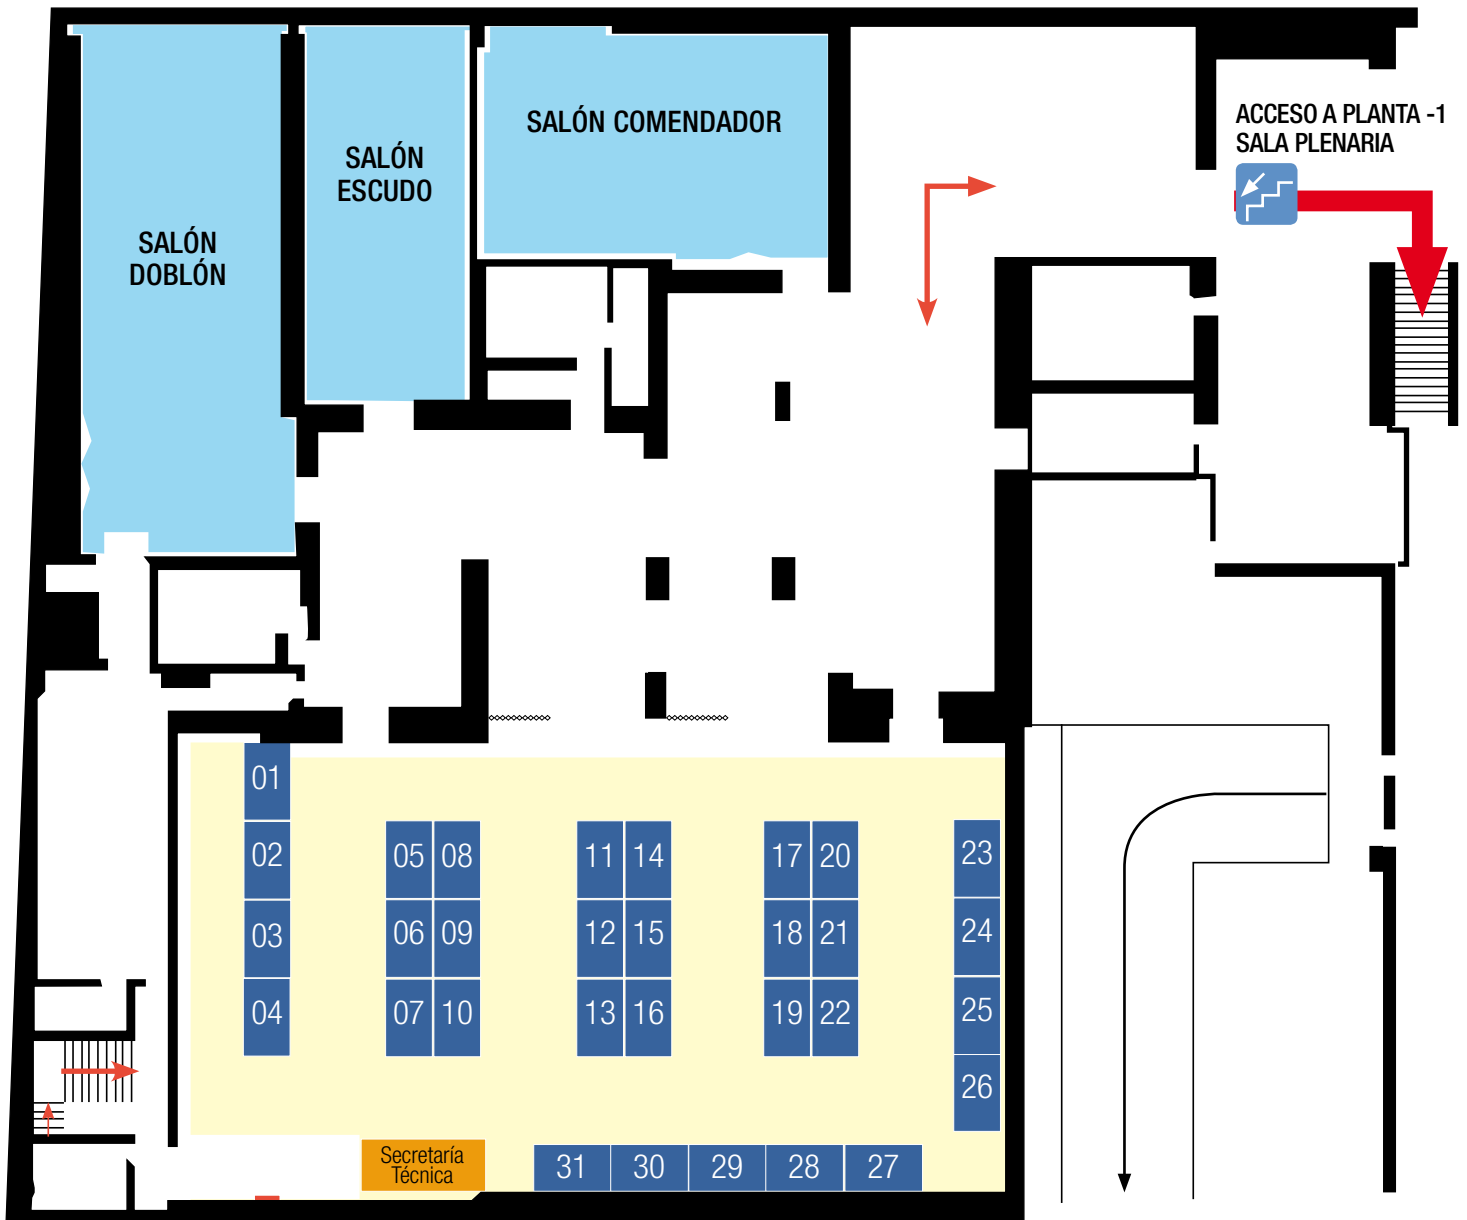 ACCESO A PLANTA -1
SALA PLENARIA
SALÓN COMENDADOR
SALÓN
ESCUDO
SALÓN
DOBLÓN
01
02
03
04
05 08
06 09
07 10
11 14
12 15
13 16
17 20
18 21
19 22
23
24
25
26
Secretaría
Técnica
31 30 29 28 27